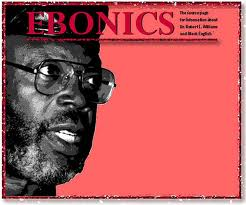 EBONICS
The source page
for Information about
Dr. Robert L. Williams
and Black English